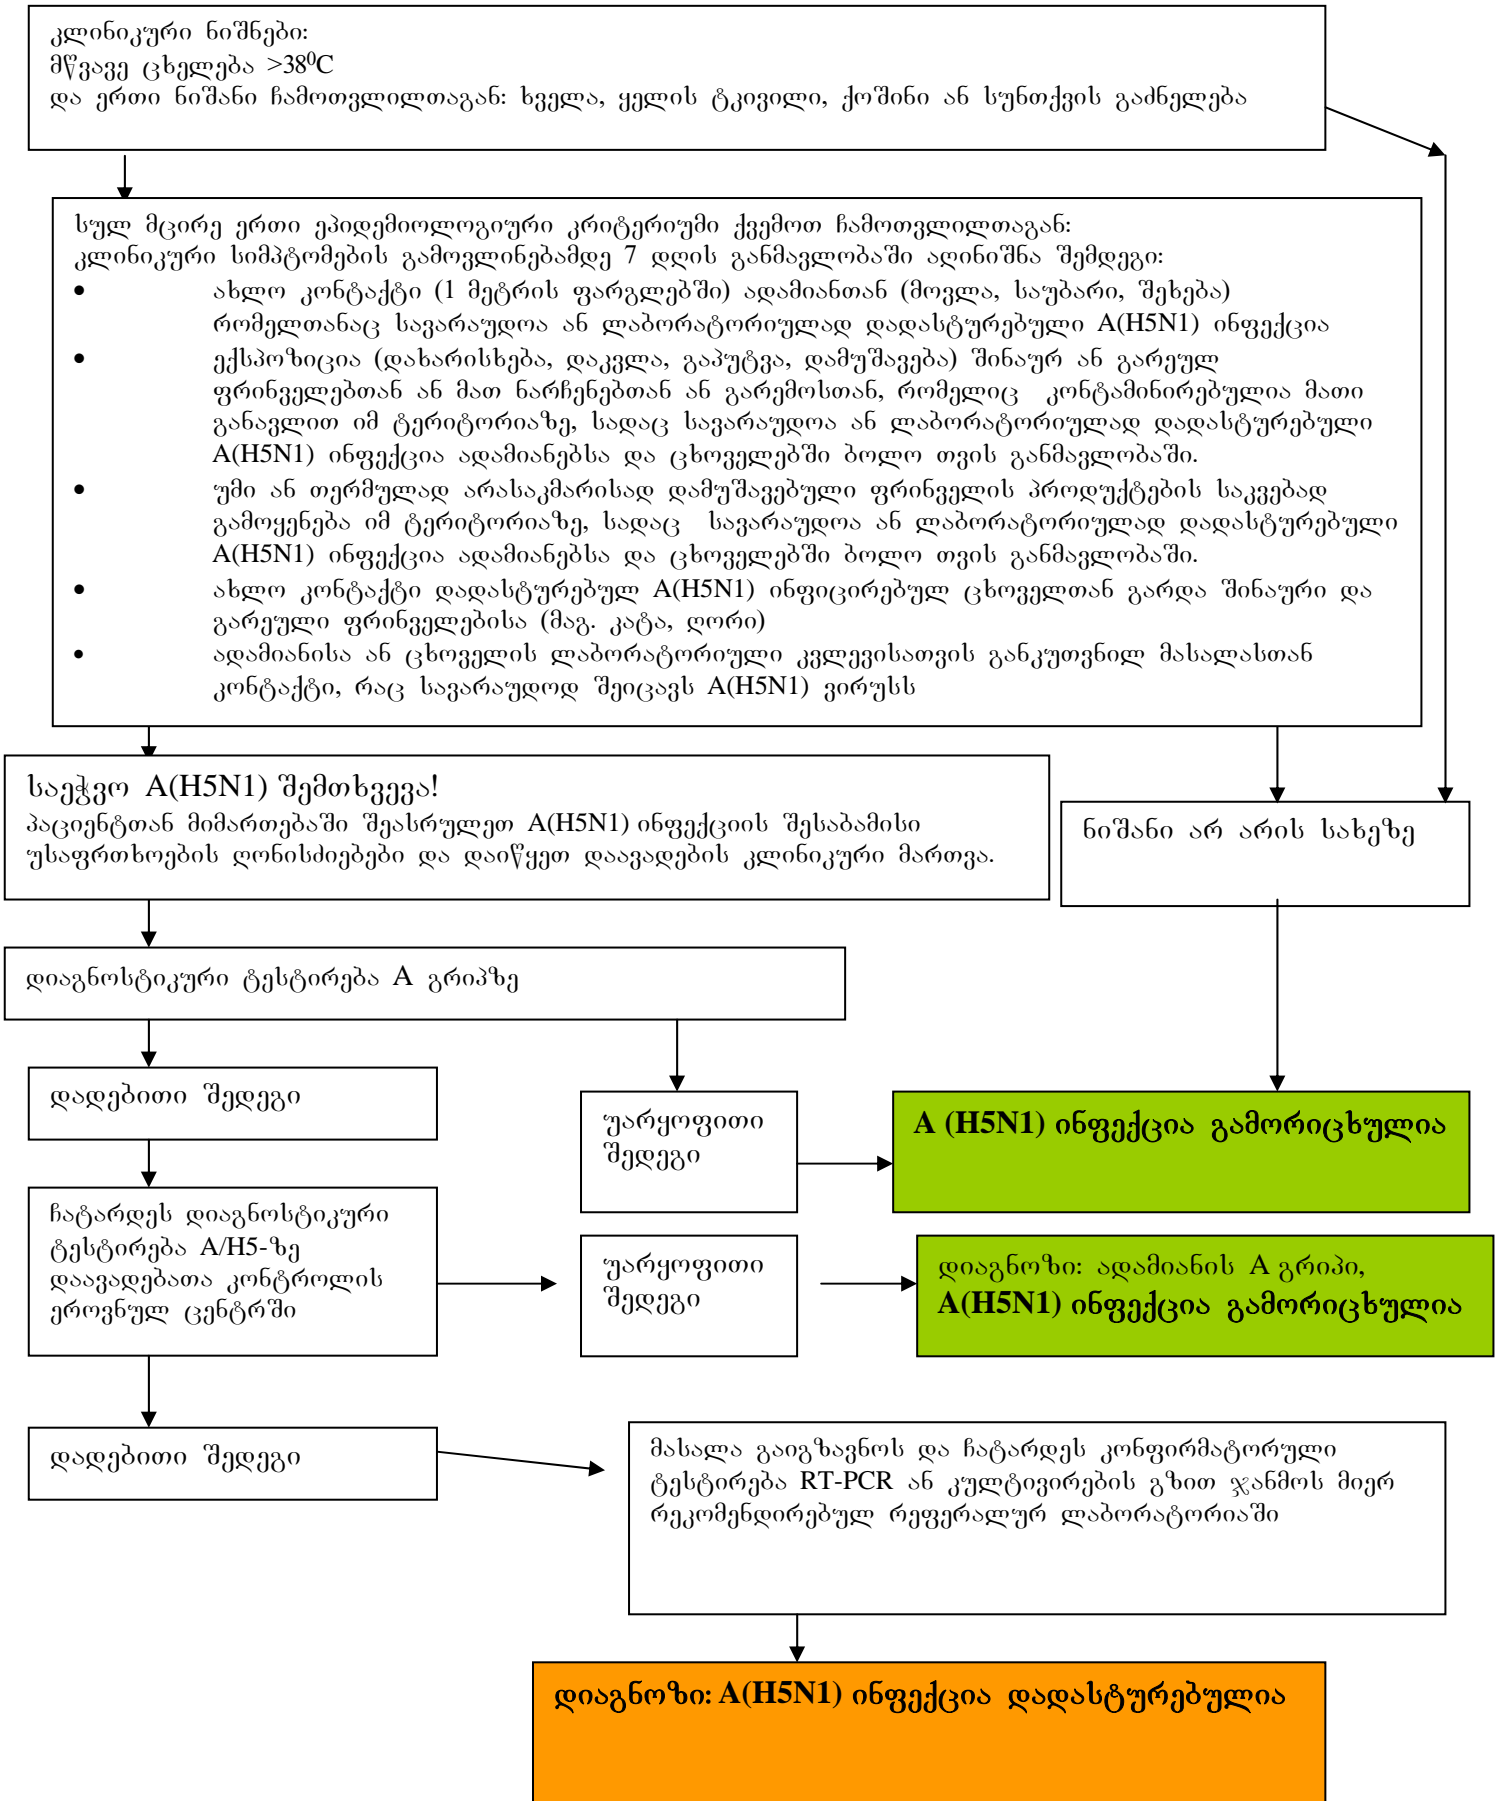 კლინიკური ნიშნები:
მწვავე ცხელება >38⁰C
და ერთი ნიშანი ჩამოთვლილთაგან: ხველა, ყელის ტკივილი, ქოშინი ან სუნთქვის გაძნელება
სულ მცირე ერთი ეპიდემიოლოგიური კრიტერიუმი ქვემოთ ჩამოთვლილთაგან:
კლინიკური სიმპტომების გამოვლინებამდე 7 დღის განმავლობაში აღინიშნა შემდეგი:
• ახლო კონტაქტი (1 მეტრის ფარგლებში) ადამიანთან (მოვლა, საუბარი, შეხება)
რომელთანაც სავარაუდოა ან ლაბორატორიულად დადასტურებული A(H5N1) ინფექცია
• ექსპოზიცია (დახარისხება, დაკვლა, გაპუტვა, დამუშავება) შინაურ ან გარეულ
ფრინველებთან ან მათ ნარჩენებთან ან გარემოსთან, რომელიც კონტამინირებულია მათი
განავლით იმ ტერიტორიაზე, სადაც სავარაუდოა ან ლაბორატორიულად დადასტურებული
A(H5N1) ინფექცია ადამიანებსა და ცხოველებში ბოლო თვის განმავლობაში.
• უმი ან თერმულად არასაკმარისად დამუშავებული ფრინველის პროდუქტების საკვებად
გამოყენება იმ ტერიტორიაზე, სადაც სავარაუდოა ან ლაბორატორიულად დადასტურებული
A(H5N1) ინფექცია ადამიანებსა და ცხოველებში ბოლო თვის განმავლობაში.
• ახლო კონტაქტი დადასტურებულ A(H5N1) ინფიცირებულ ცხოველთან გარდა შინაური და
გარეული ფრინველებისა (მაგ. კატა, ღორი)
• ადამიანისა ან ცხოველის ლაბორატორიული კვლევისათვის განკუთვნილ მასალასთან
კონტაქტი, რაც სავარაუდოდ შეიცავს A(H5N1) ვირუსს
საეჭვო A(H5N1) შემთხვევა!
პაციენტთან მიმართებაში შეასრულეთ A(H5N1) ინფექციის შესაბამისი
უსაფრთხოების ღონისძიებები და დაიწყეთ დაავადების კლინიკური მართვა.
ნიშანი არ არის სახეზე
დიაგნოსტიკური ტესტირება A გრიპზე
დადებითი შედეგი
უარყოფითი
შედეგი
A (H5N1) ინფექცია გამორიცხულია
ჩატარდეს დიაგნოსტიკური
ტესტირება A/H5-ზე
დაავადებათა კონტროლის
ეროვნულ ცენტრში
უარყოფითი
შედეგი
დიაგნოზი: ადამიანის A გრიპი,
A(H5N1) ინფექცია გამორიცხულია
დადებითი შედეგი
მასალა გაიგზავნოს და ჩატარდეს კონფირმატორული
ტესტირება RT-PCR ან კულტივირების გზით ჯანმოს მიერ
რეკომენდირებულ რეფერალურ ლაბორატორიაში
დიაგნოზი: A(H5N1) ინფექცია დადასტურებულია